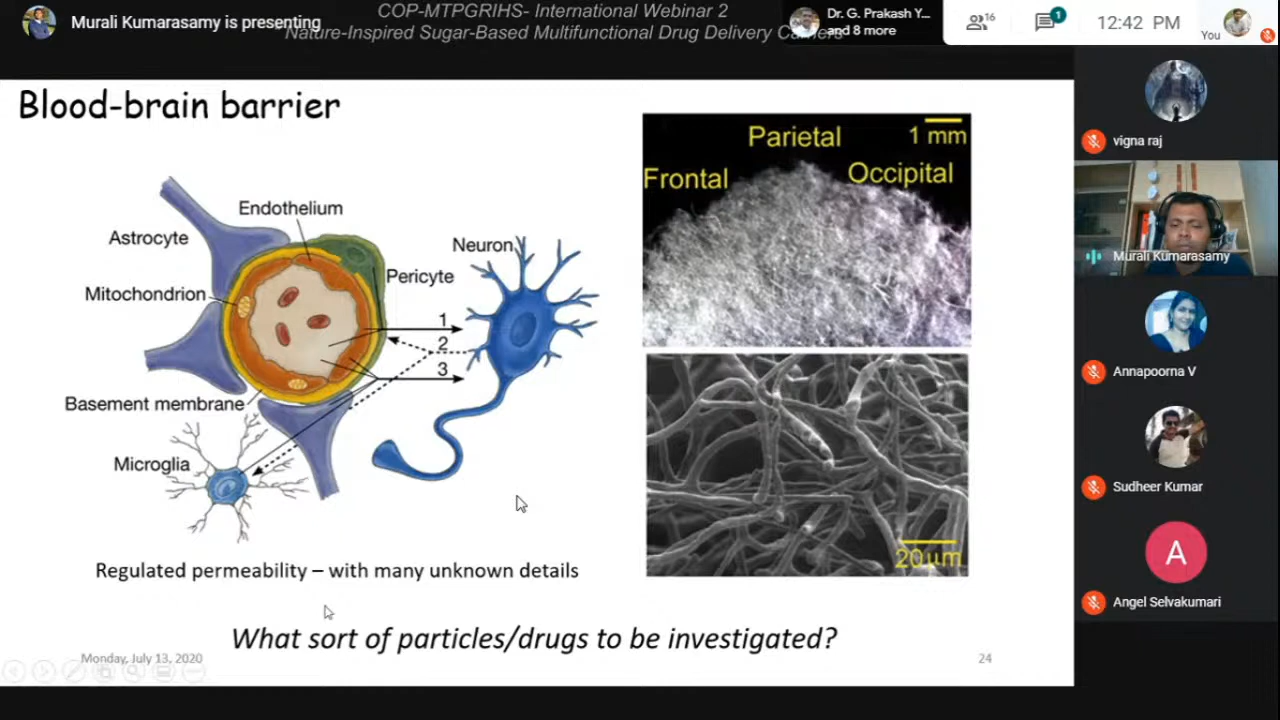 Murali Kumarasamy is presenting
COP-MTPGRIHS- International Webinar 2
Nature-Inspired Sugar-Based Multifunctional Drug Delivery Carriers
Dr. G. Prakash Y...
and 8 more
16
1
12:42 PM
You
Blood-brain barrier
Endothelium
Astrocyte
Mitochondrion
Neuron
Pericyte
1
2
3
Basement membrane
Microglia
Regulated permeability – with many unknown details
Parietal
1 mm
Frontal
Occipital
20 μm
What sort of particles/drugs to be investigated?
Monday, July 13, 2020
24
vigna raj
Murali Kumarasamy
Annapoorna V
Sudheer Kumar
A
Angel Selvakumari